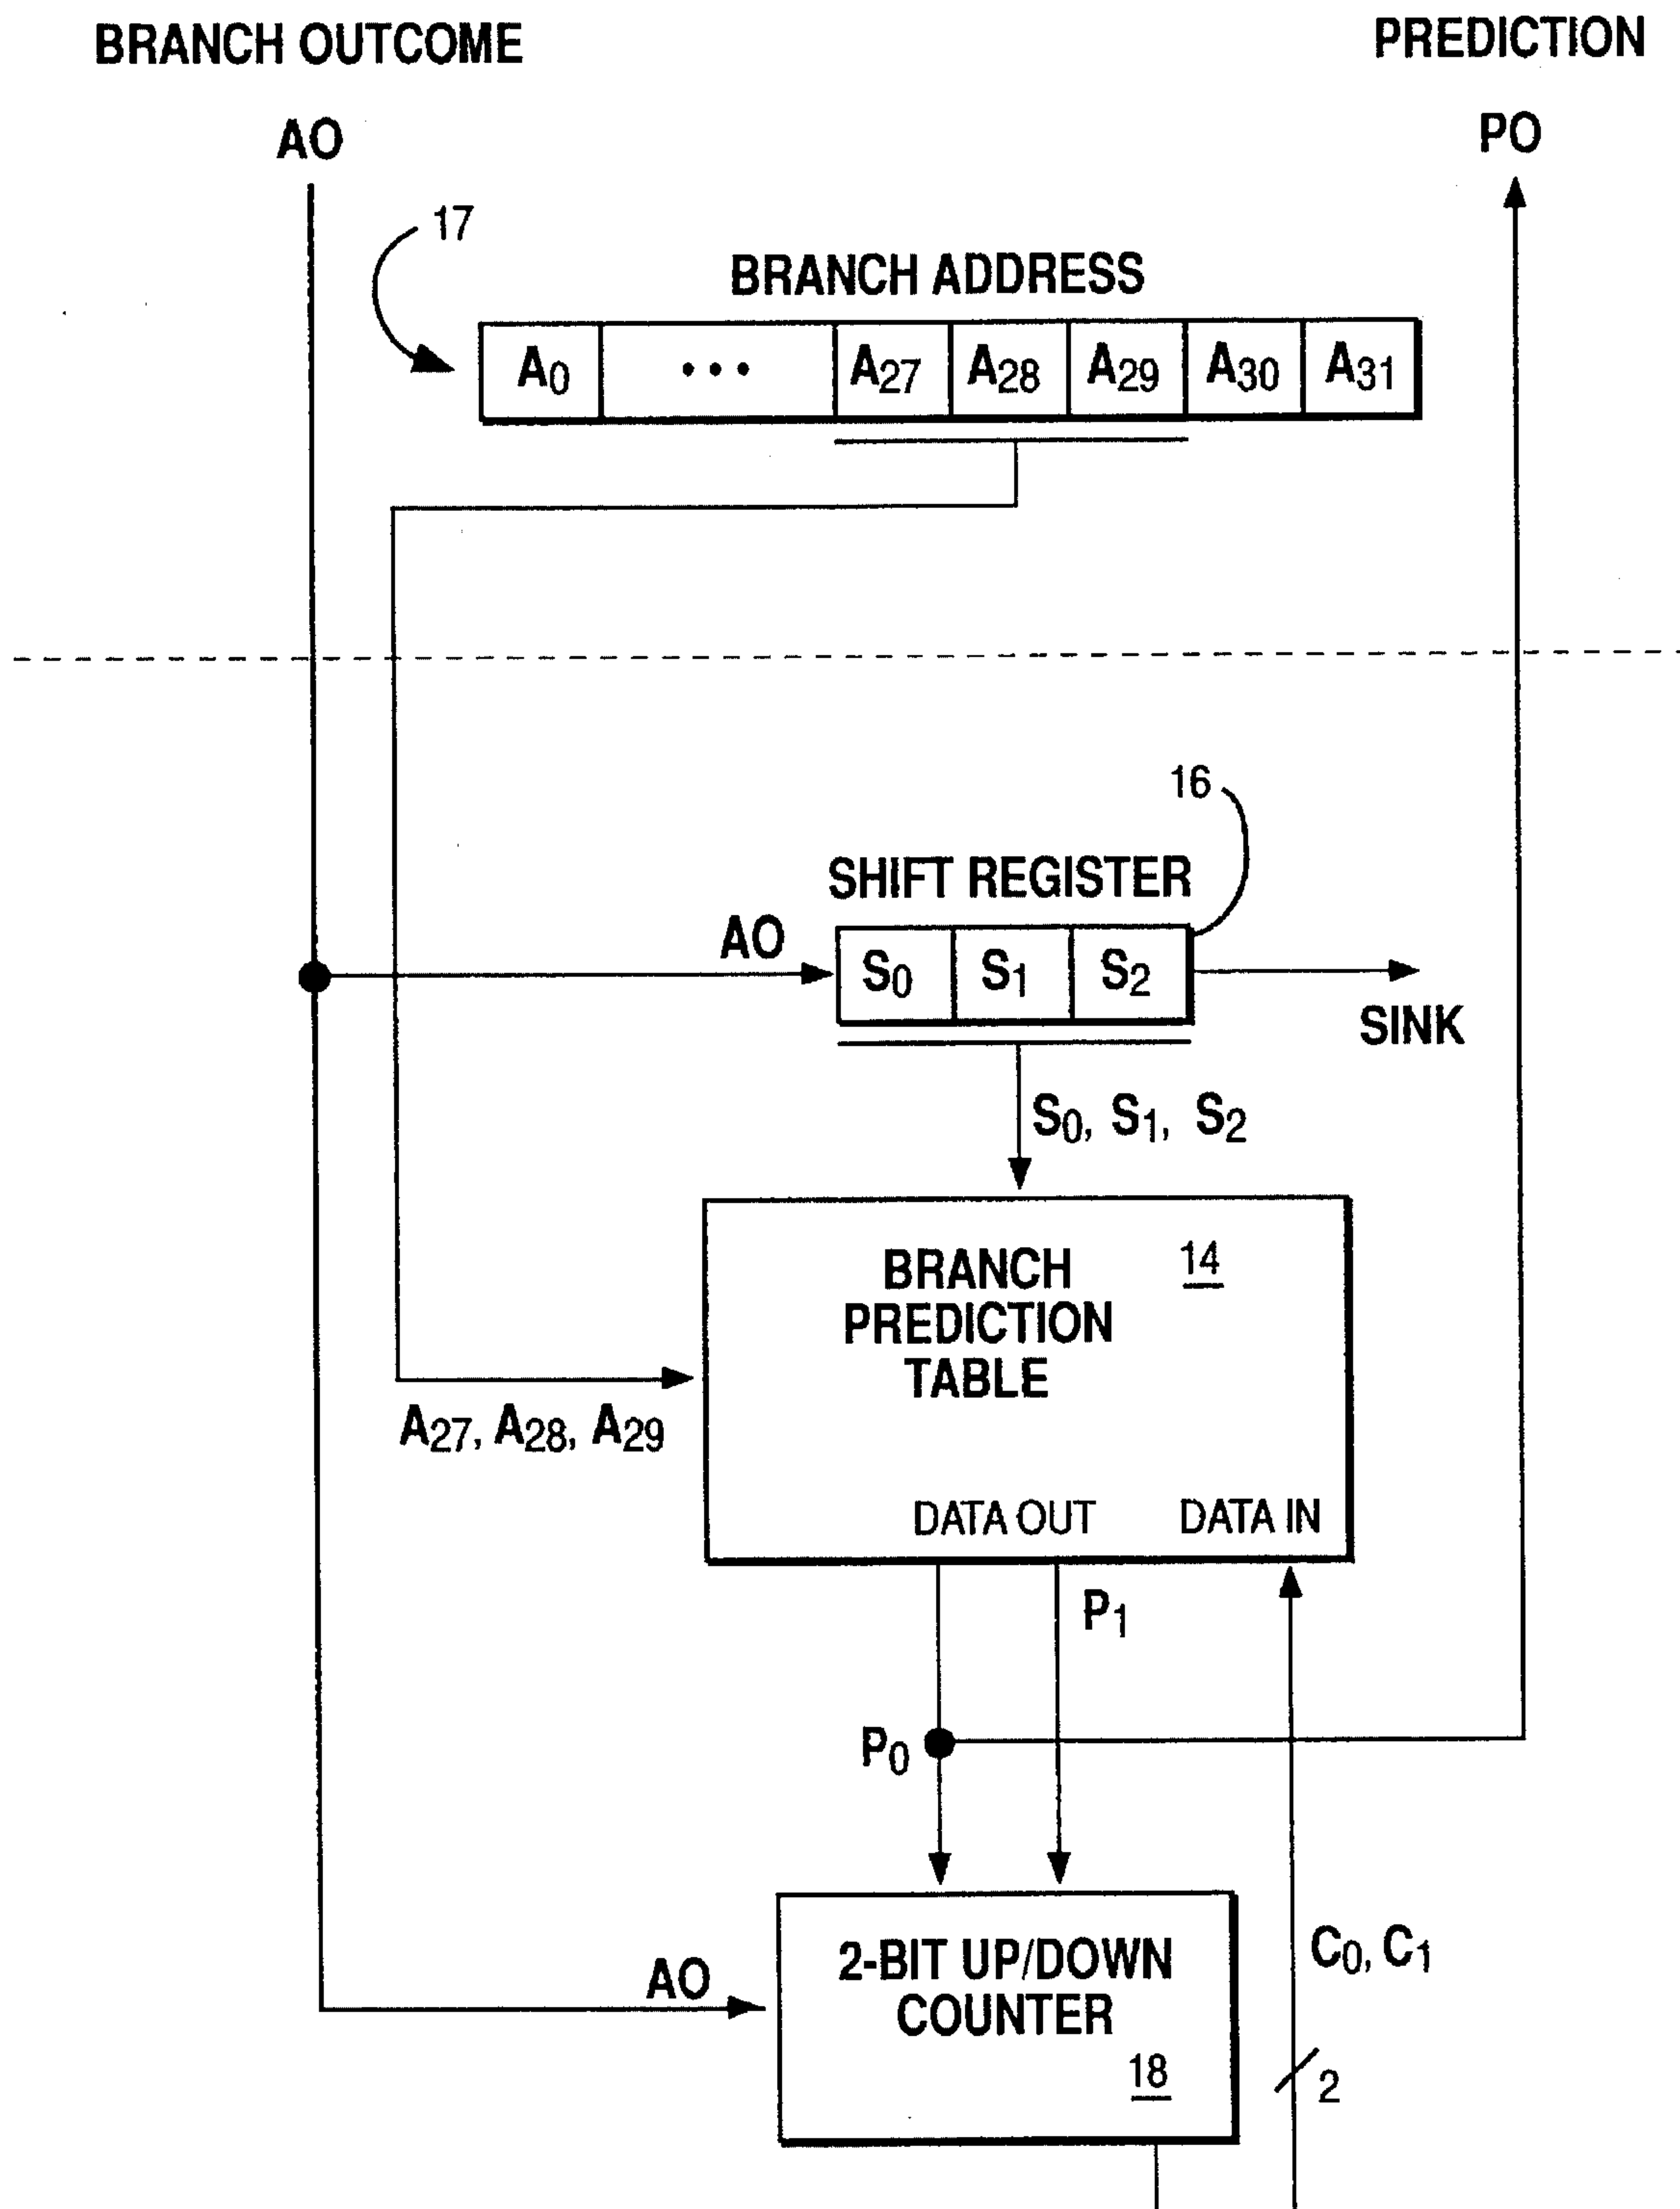 BRANCH OUTCOME
PREDICTION
AO
PO
17
BRANCH ADDRESS
A0 ••• A27 A28 A29 A30 A31
16
SHIFT REGISTER
AO
S0 S1 S2
SINK
S0, S1, S2
BRANCH
PREDICTION
TABLE
14
A27, A28, A29
DATA OUT
DATA IN
P1
P0
2-BIT UP/DOWN
COUNTER
18
AO
C0, C1
2